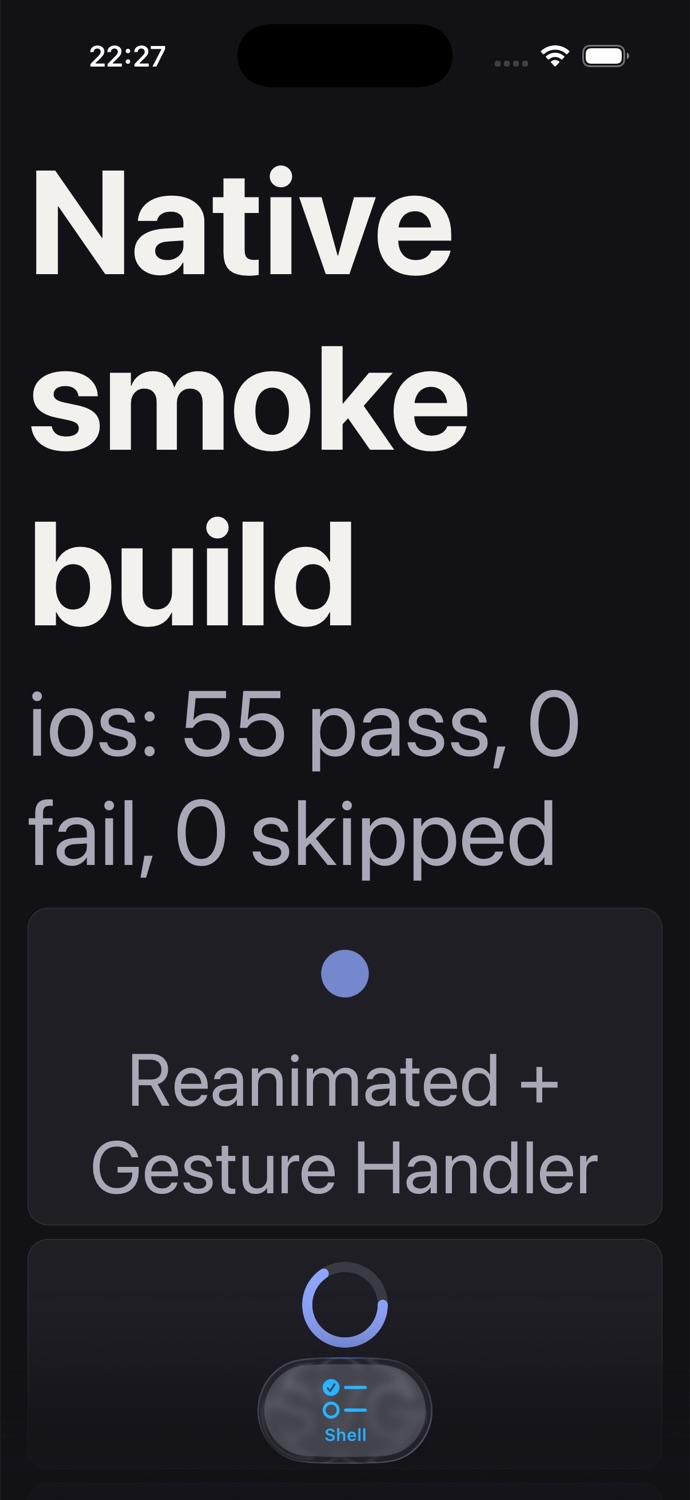 22:27
Native
smoke
build
ios: 55 pass, 0
fail, 0 skipped
Reanimated +
Gesture Handler
Shell